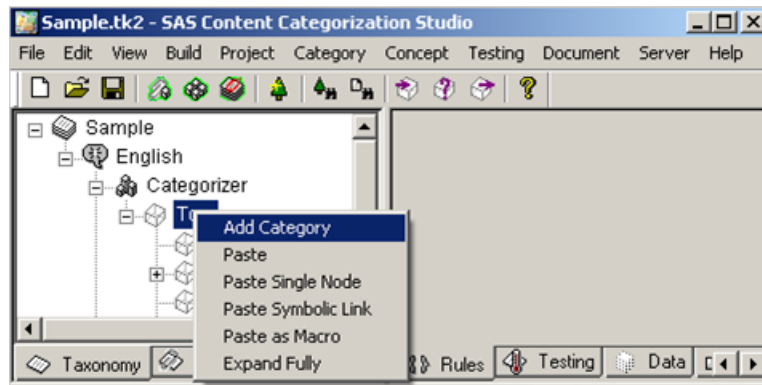 Sample.tk2 - SAS Content Categorization Studio
File Edit View Build Project Category Concept Testing Document Server Help
Sample
English
Categorizer
Add Category
Paste
Paste Single Node
Paste Symbolic Link
Paste as Macro
Expand Fully
Taxonomy
Rules Testing Data